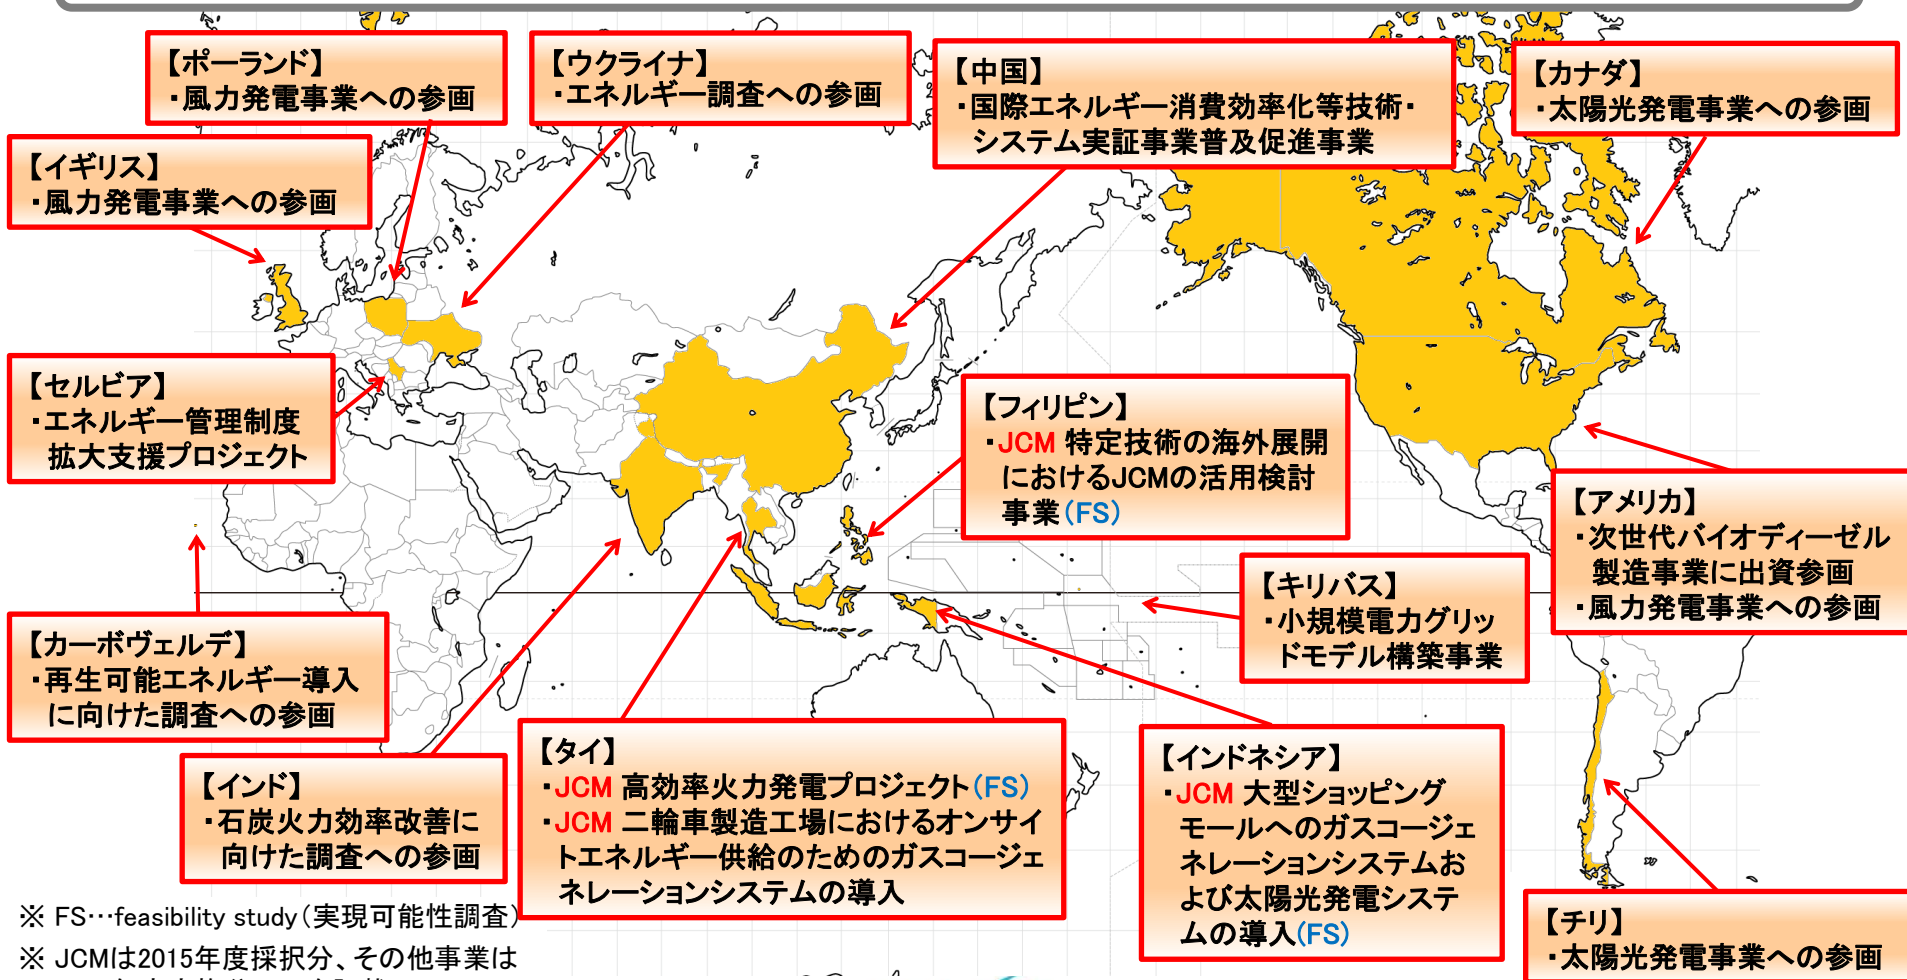 【ポーランド】
・風力発電事業への参画
【ウクライナ】
・エネルギー調査への参画
【中国】
・国際エネルギー消費効率化等技術・
システム実証事業普及促進事業
【カナダ】
・太陽光発電事業への参画
【イギリス】
・風力発電事業への参画
【セルビア】
・エネルギー管理制度
拡大支援プロジェクト
【フィリピン】
・JCM 特定技術の海外展開
におけるJCMの活用検討
事業(FS)
【アメリカ】
・次世代バイオディーゼル
製造事業に出資参画
・風力発電事業への参画
【キリバス】
・小規模電力グリッ
ドモデル構築事業
【カーボヴェルデ】
・再生可能エネルギー導入
に向けた調査への参画
【インド】
・石炭火力効率改善に
向けた調査への参画
【タイ】
・JCM 高効率火力発電プロジェクト(FS)
・JCM 二輪車製造工場におけるオンサイ
トエネルギー供給のためのガスコージェ
ネレーションシステムの導入
【インドネシア】
・JCM 大型ショッピング
モールへのガスコージェ
ネレーションシステムお
よび太陽光発電システ
ムの導入(FS)
【チリ】
・太陽光発電事業への参画
※ FS…feasibility study(実現可能性調査)
※ JCMは2015年度採択分、その他事業は